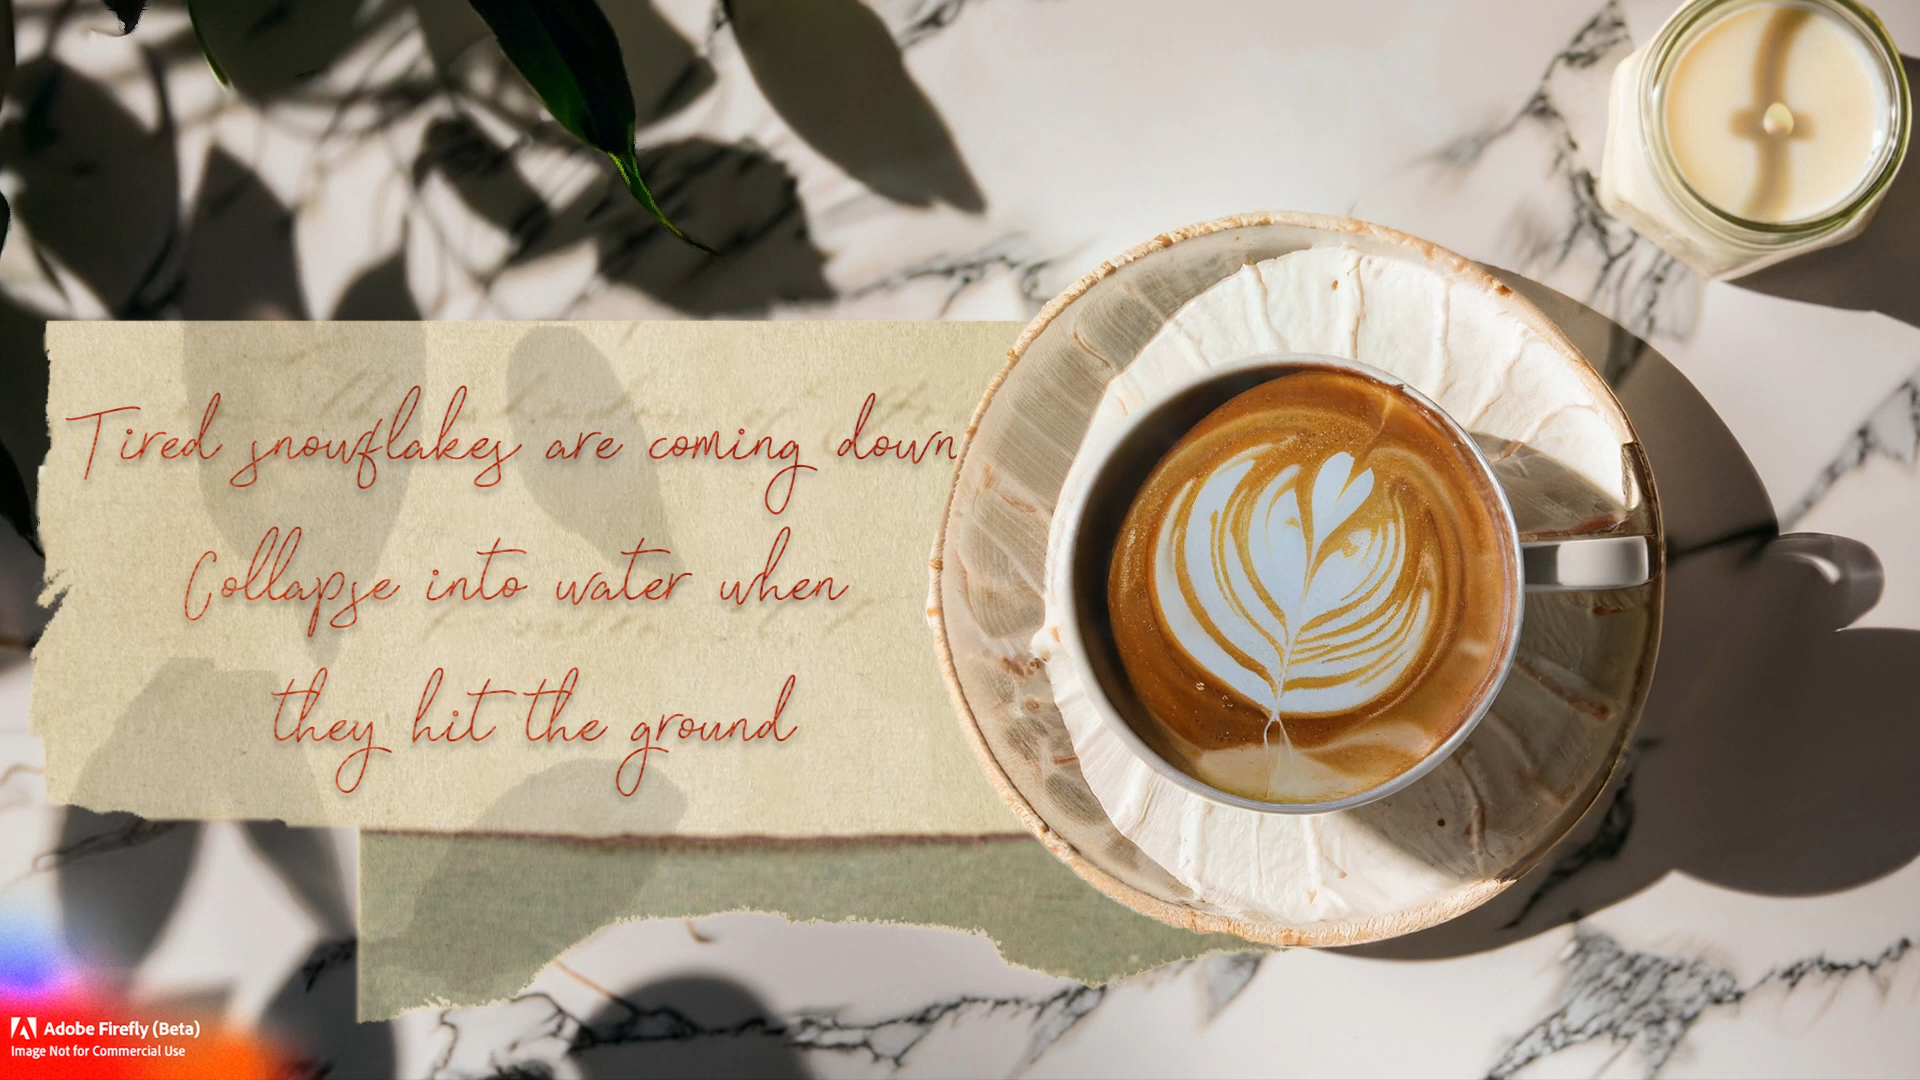 Tired snowflakes are coming down
Collapse into water when
they hit the ground
Adobe Firefly (Beta)
Image Not for Commercial Use